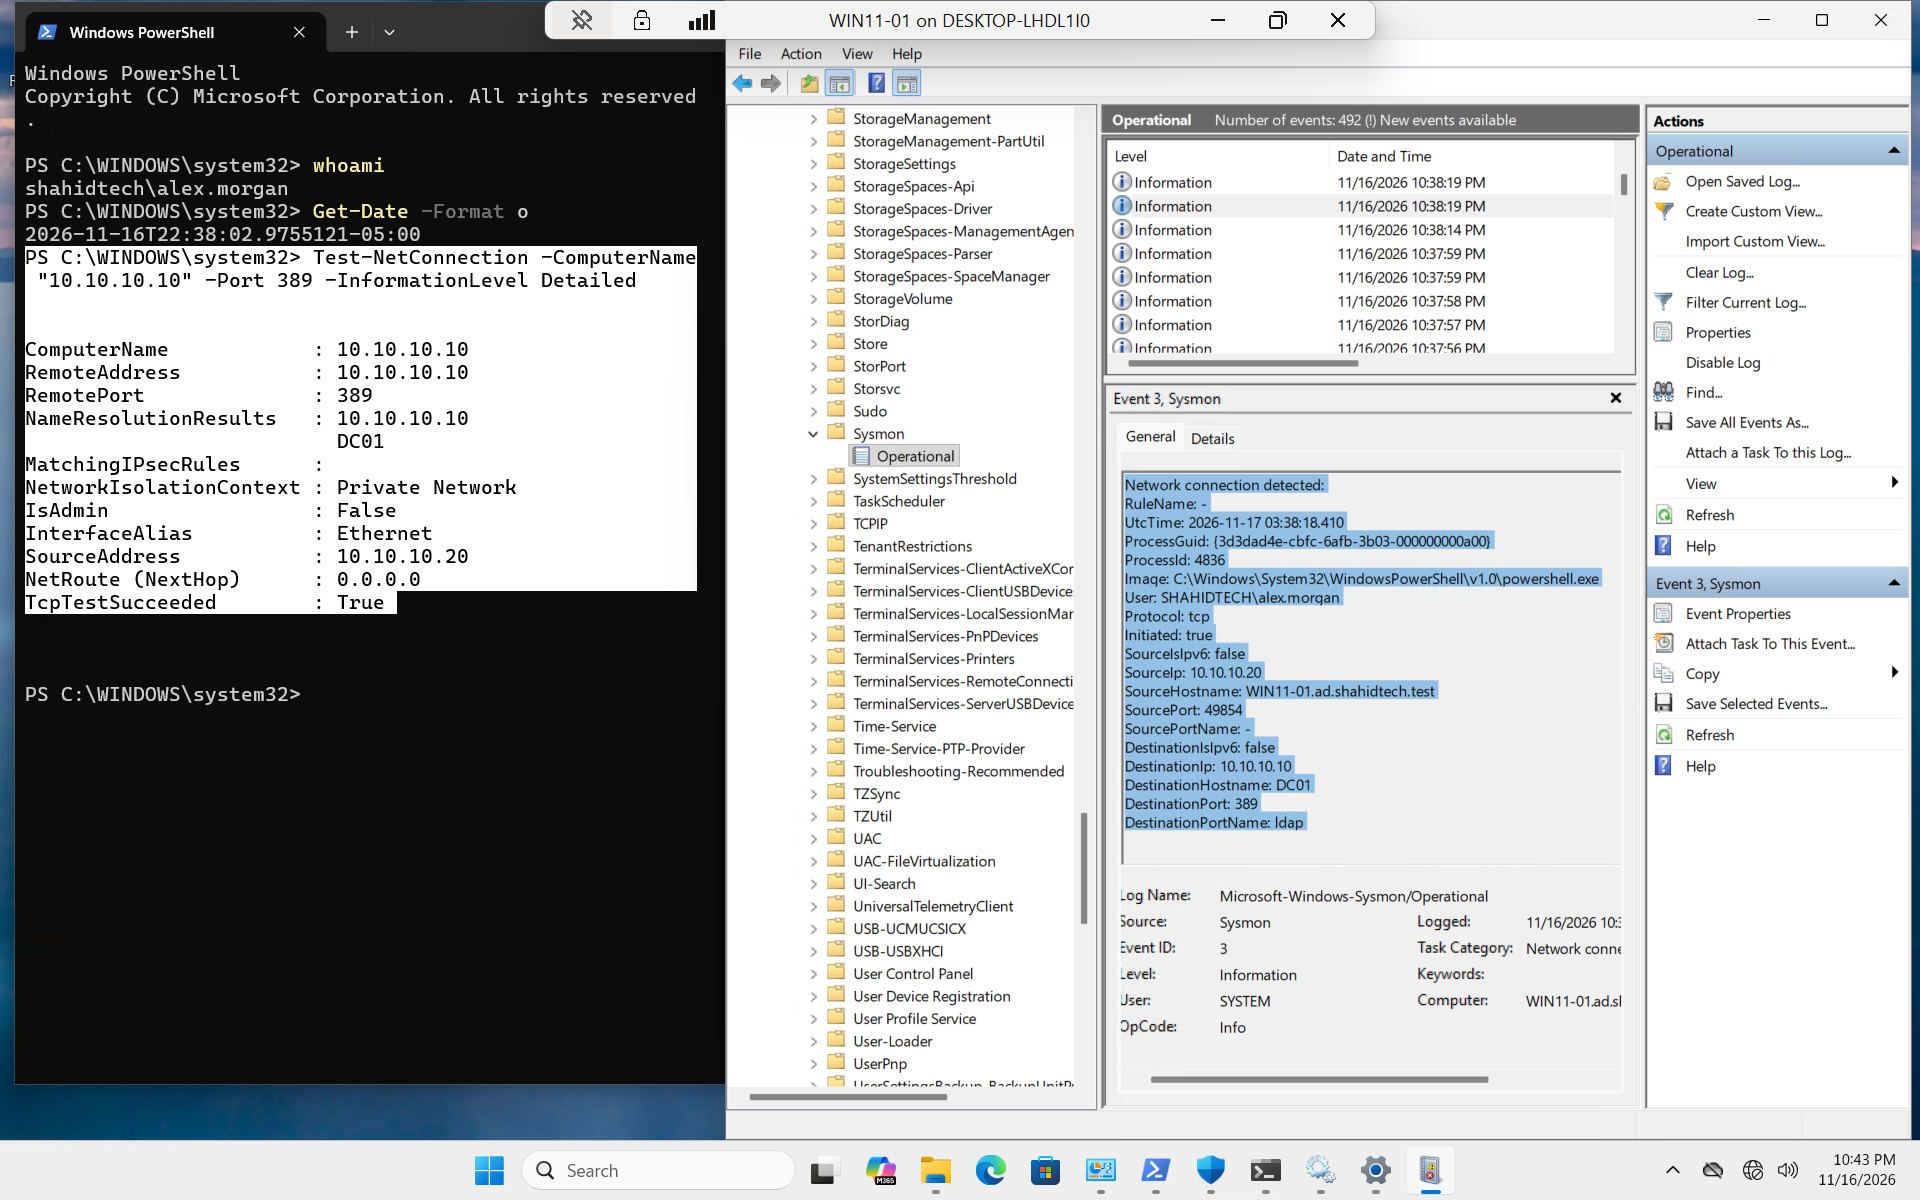 WIN11-01 on DESKTOP-LHDL1I0
Windows PowerShell
Windows PowerShell
Copyright (C) Microsoft Corporation. All rights reserved
.
PS C:\WINDOWS\system32> whoami
shahidtech\alex.morgan
PS C:\WINDOWS\system32> Get-Date -Format o
2026-11-16T22:38:02.9755121-05:00
PS C:\WINDOWS\system32> Test-NetConnection -ComputerName
"10.10.10.10" -Port 389 -InformationLevel Detailed
ComputerName : 10.10.10.10
RemoteAddress : 10.10.10.10
RemotePort : 389
NameResolutionResults : 10.10.10.10
DC01
MatchingIPsecRules :
NetworkIsolationContext : Private Network
IsAdmin : False
InterfaceAlias : Ethernet
SourceAddress : 10.10.10.20
NetRoute (NextHop) : 0.0.0.0
TcpTestSucceeded : True
PS C:\WINDOWS\system32>
File Action View Help
StorageManagement
StorageManagement-PartUtil
StorageSettings
StorageSpaces-Api
StorageSpaces-Driver
StorageSpaces-ManagementAgen
StorageSpaces-Parser
StorageSpaces-SpaceManager
StorageVolume
StorDiag
Store
StorPort
Storsvc
Sudo
Sysmon
Operational
SystemSettingsThreshold
TaskScheduler
TCPIP
TenantRestrictions
TerminalServices-ClientActiveXCor
TerminalServices-ClientUSBDevice
TerminalServices-LocalSessionMar
TerminalServices-PnPDevices
TerminalServices-Printers
TerminalServices-RemoteConnecti
TerminalServices-ServerUSBDevice
Time-Service
Time-Service-PTP-Provider
Troubleshooting-Recommended
TZSync
TZUtil
UAC
UAC-FileVirtualization
UI-Search
UniversalTelemetryClient
USB-UCMUCSICX
USB-USBXHCI
User Control Panel
User Device Registration
User Profile Service
User-Loader
UserPnp
UserSettingsBackup-BackupUnitPr
Operational Number of events: 492 (!) New events available
Level Date and Time
Information 11/16/2026 10:38:19 PM
Information 11/16/2026 10:38:19 PM
Information 11/16/2026 10:38:14 PM
Information 11/16/2026 10:37:59 PM
Information 11/16/2026 10:37:59 PM
Information 11/16/2026 10:37:58 PM
Information 11/16/2026 10:37:57 PM
Information 11/16/2026 10:37:56 PM
Event 3, Sysmon
General Details
Network connection detected:
RuleName: -
UtcTime: 2026-11-17 03:38:18.410
ProcessGuid: {3d3dad4e-cbfc-6afb-3b03-000000000a00}
ProcessId: 4836
Image: C:\Windows\System32\WindowsPowerShell\v1.0\powershell.exe
User: SHAHIDTECH\alex.morgan
Protocol: tcp
Initiated: true
SourceIsIpv6: false
SourceIp: 10.10.10.20
SourceHostname: WIN11-01.ad.shahidtech.test
SourcePort: 49854
SourcePortName: -
DestinationIsIpv6: false
DestinationIp: 10.10.10.10
DestinationHostname: DC01
DestinationPort: 389
DestinationPortName: ldap
Log Name: Microsoft-Windows-Sysmon/Operational
Source: Sysmon Logged: 11/16/2026 10:3
Event ID: 3 Task Category: Network conne
Level: Information Keywords:
User: SYSTEM Computer: WIN11-01.ad.sh
OpCode: Info
Actions
Operational
Open Saved Log...
Create Custom View...
Import Custom View...
Clear Log...
Filter Current Log...
Properties
Disable Log
Find...
Save All Events As...
Attach a Task To this Log...
View
Refresh
Help
Event 3, Sysmon
Event Properties
Attach Task To This Event...
Copy
Save Selected Events...
Refresh
Help
Search
M365
10:43 PM
11/16/2026